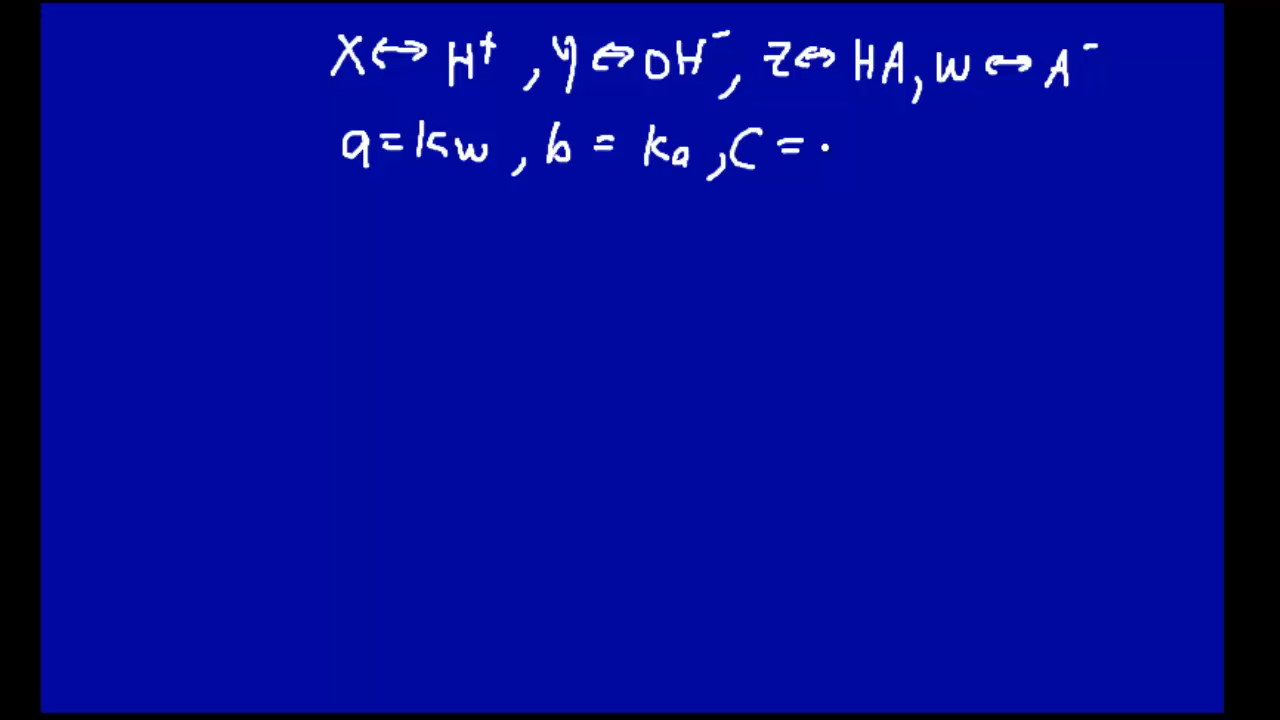 X ↔ H⁺ , y ⇔ OH⁻ , Z ⇔ HA , W ↔ A⁻
a = Kw , b = Ka , C = .